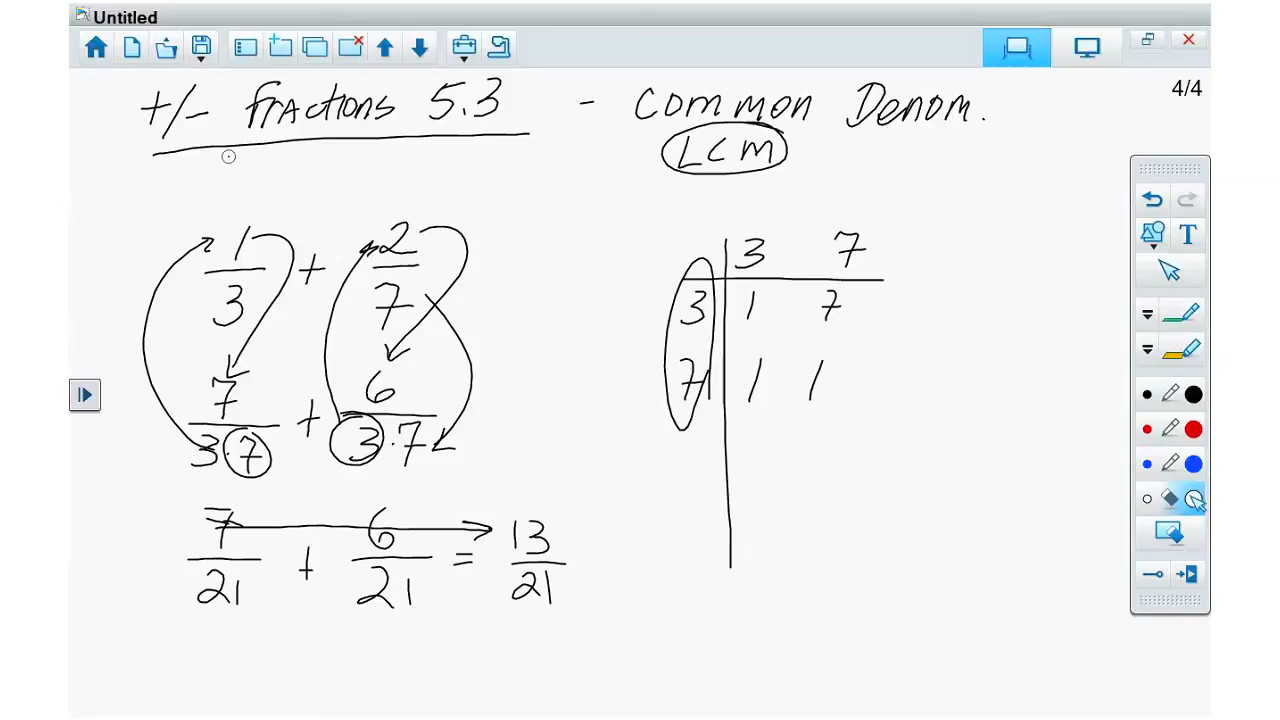 Untitled
4/4
+/- Fractions 5.3 - Common Denom.
LCM
1/3 + 2/7
7/3·7 + 6/3·7
7/21 + 6/21 = 13/21
3 7
3 1 7
7 1 1
T